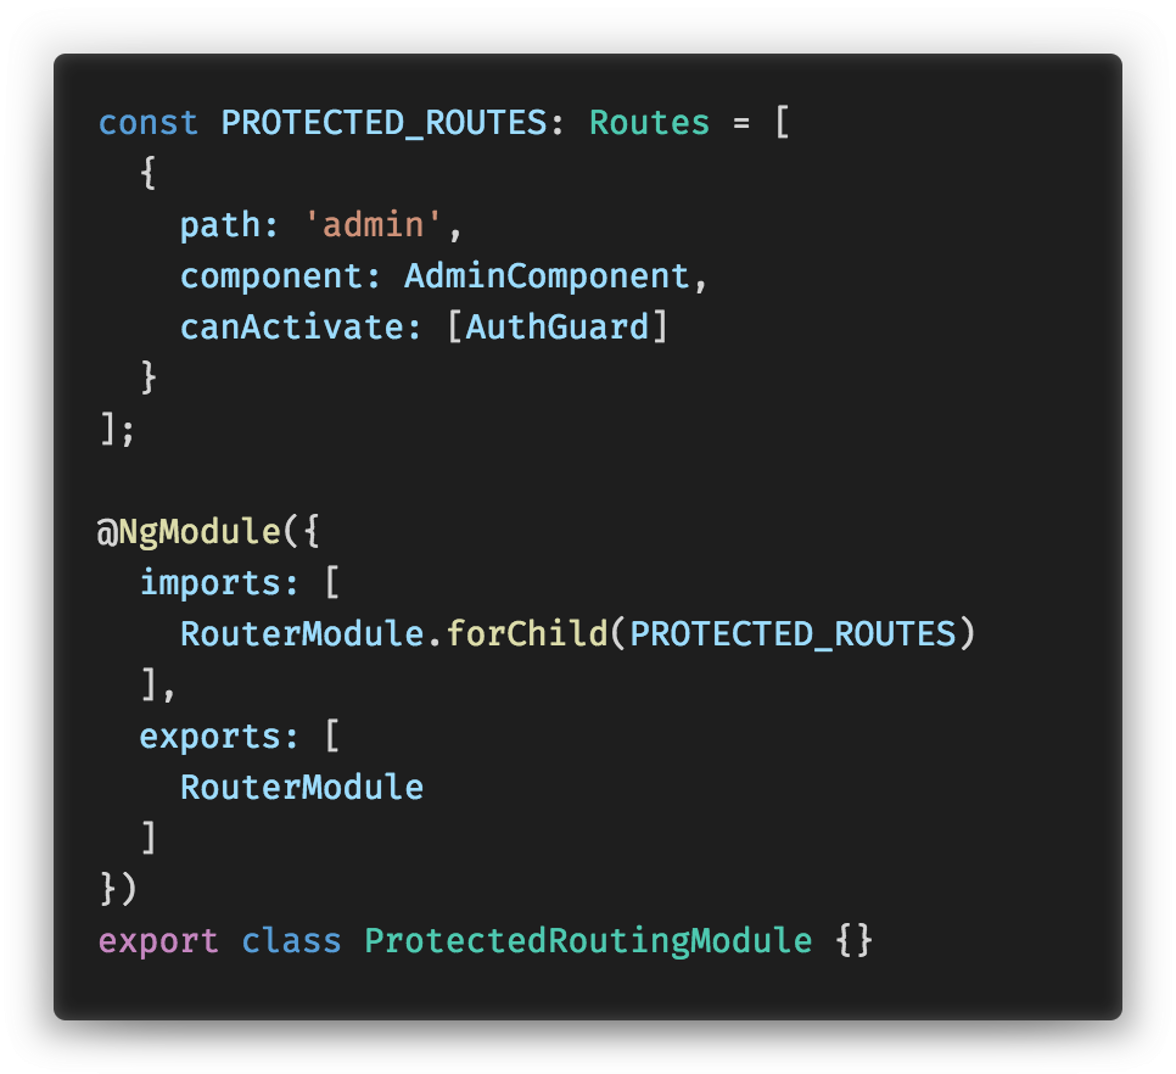 const PROTECTED_ROUTES: Routes = [
  {
    path: 'admin',
    component: AdminComponent,
    canActivate: [AuthGuard]
  }
];

@NgModule({
  imports: [
    RouterModule.forChild(PROTECTED_ROUTES)
  ],
  exports: [
    RouterModule
  ]
})
export class ProtectedRoutingModule {}